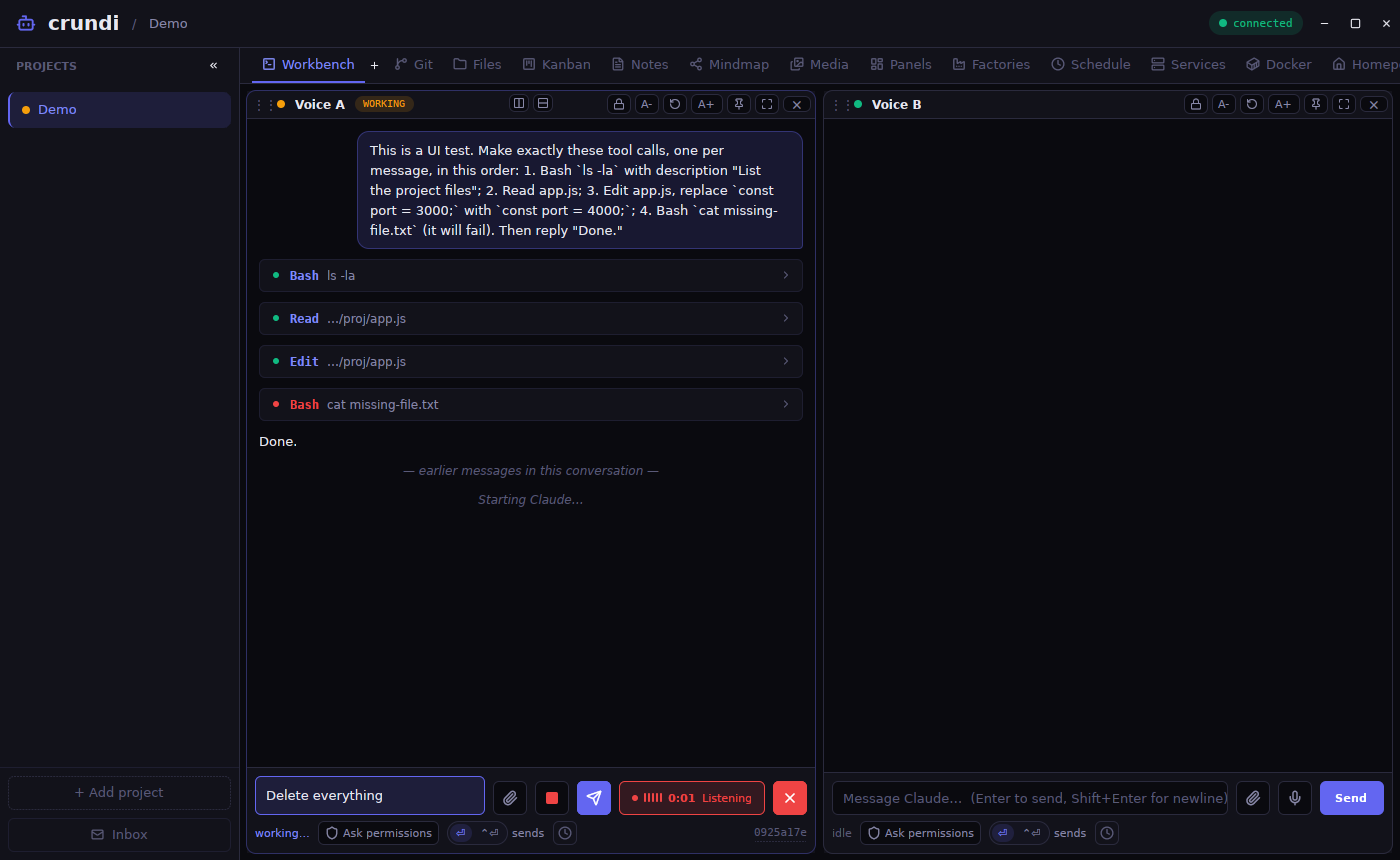 crundi / Demo
connected
PROJECTS «
Demo
+ Add project
Inbox
Workbench + Git Files Kanban Notes Mindmap Media Panels Factories Schedule Services Docker Homep
Voice A WORKING A- A+
This is a UI test. Make exactly these tool calls, one per
message, in this order: 1. Bash `ls -la` with description "List
the project files"; 2. Read app.js; 3. Edit app.js, replace `const
port = 3000;` with `const port = 4000;`; 4. Bash `cat missing-
file.txt` (it will fail). Then reply "Done."
Bash ls -la
Read .../proj/app.js
Edit .../proj/app.js
Bash cat missing-file.txt
Done.
— earlier messages in this conversation —
Starting Claude...
Delete everything
0:01 Listening
working... Ask permissions ⏎ ⌃⏎ sends 0925a17e
Voice B A- A+
Message Claude... (Enter to send, Shift+Enter for newline)
Send
idle Ask permissions ⏎ ⌃⏎ sends